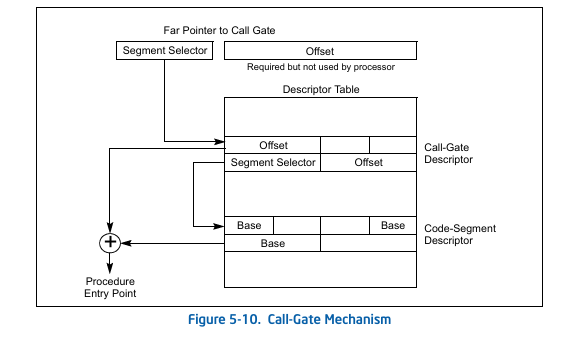 Far Pointer to Call Gate
Segment Selector
Offset
Required but not used by processor
Descriptor Table
Offset
Segment Selector
Offset
Call-Gate
Descriptor
Base
Base
Base
Code-Segment
Descriptor
+
Procedure
Entry Point
Figure 5-10. Call-Gate Mechanism